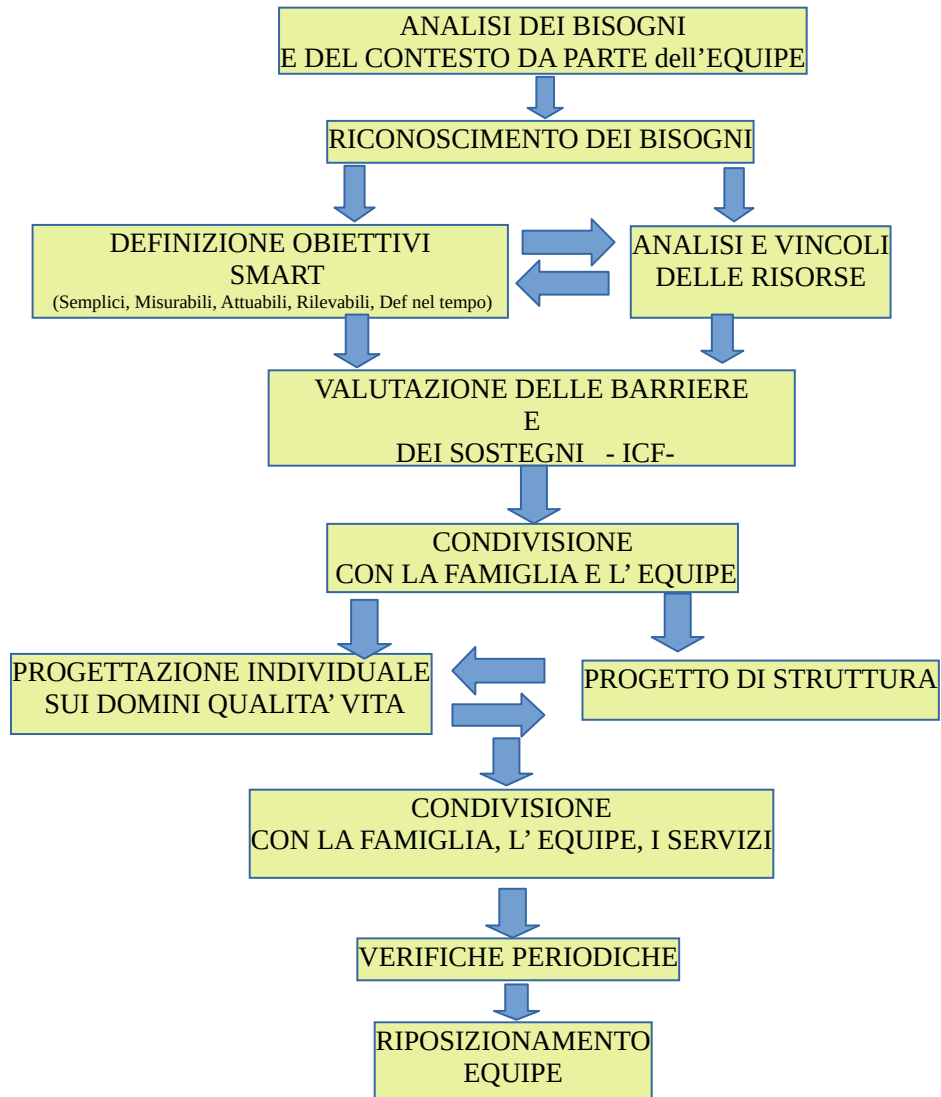 ANALISI DEI BISOGNI
E DEL CONTESTO DA PARTE dell’EQUIPE
RICONOSCIMENTO DEI BISOGNI
DEFINIZIONE OBIETTIVI
SMART
(Semplici, Misurabili, Attuabili, Rilevabili, Def nel tempo)
ANALISI E VINCOLI
DELLE RISORSE
VALUTAZIONE DELLE BARRIERE
E
DEI SOSTEGNI - ICF-
CONDIVISIONE
CON LA FAMIGLIA E L’ EQUIPE
PROGETTAZIONE INDIVIDUALE
SUI DOMINI QUALITA’ VITA
PROGETTO DI STRUTTURA
CONDIVISIONE
CON LA FAMIGLIA, L’ EQUIPE, I SERVIZI
VERIFICHE PERIODICHE
RIPOSIZIONAMENTO
EQUIPE